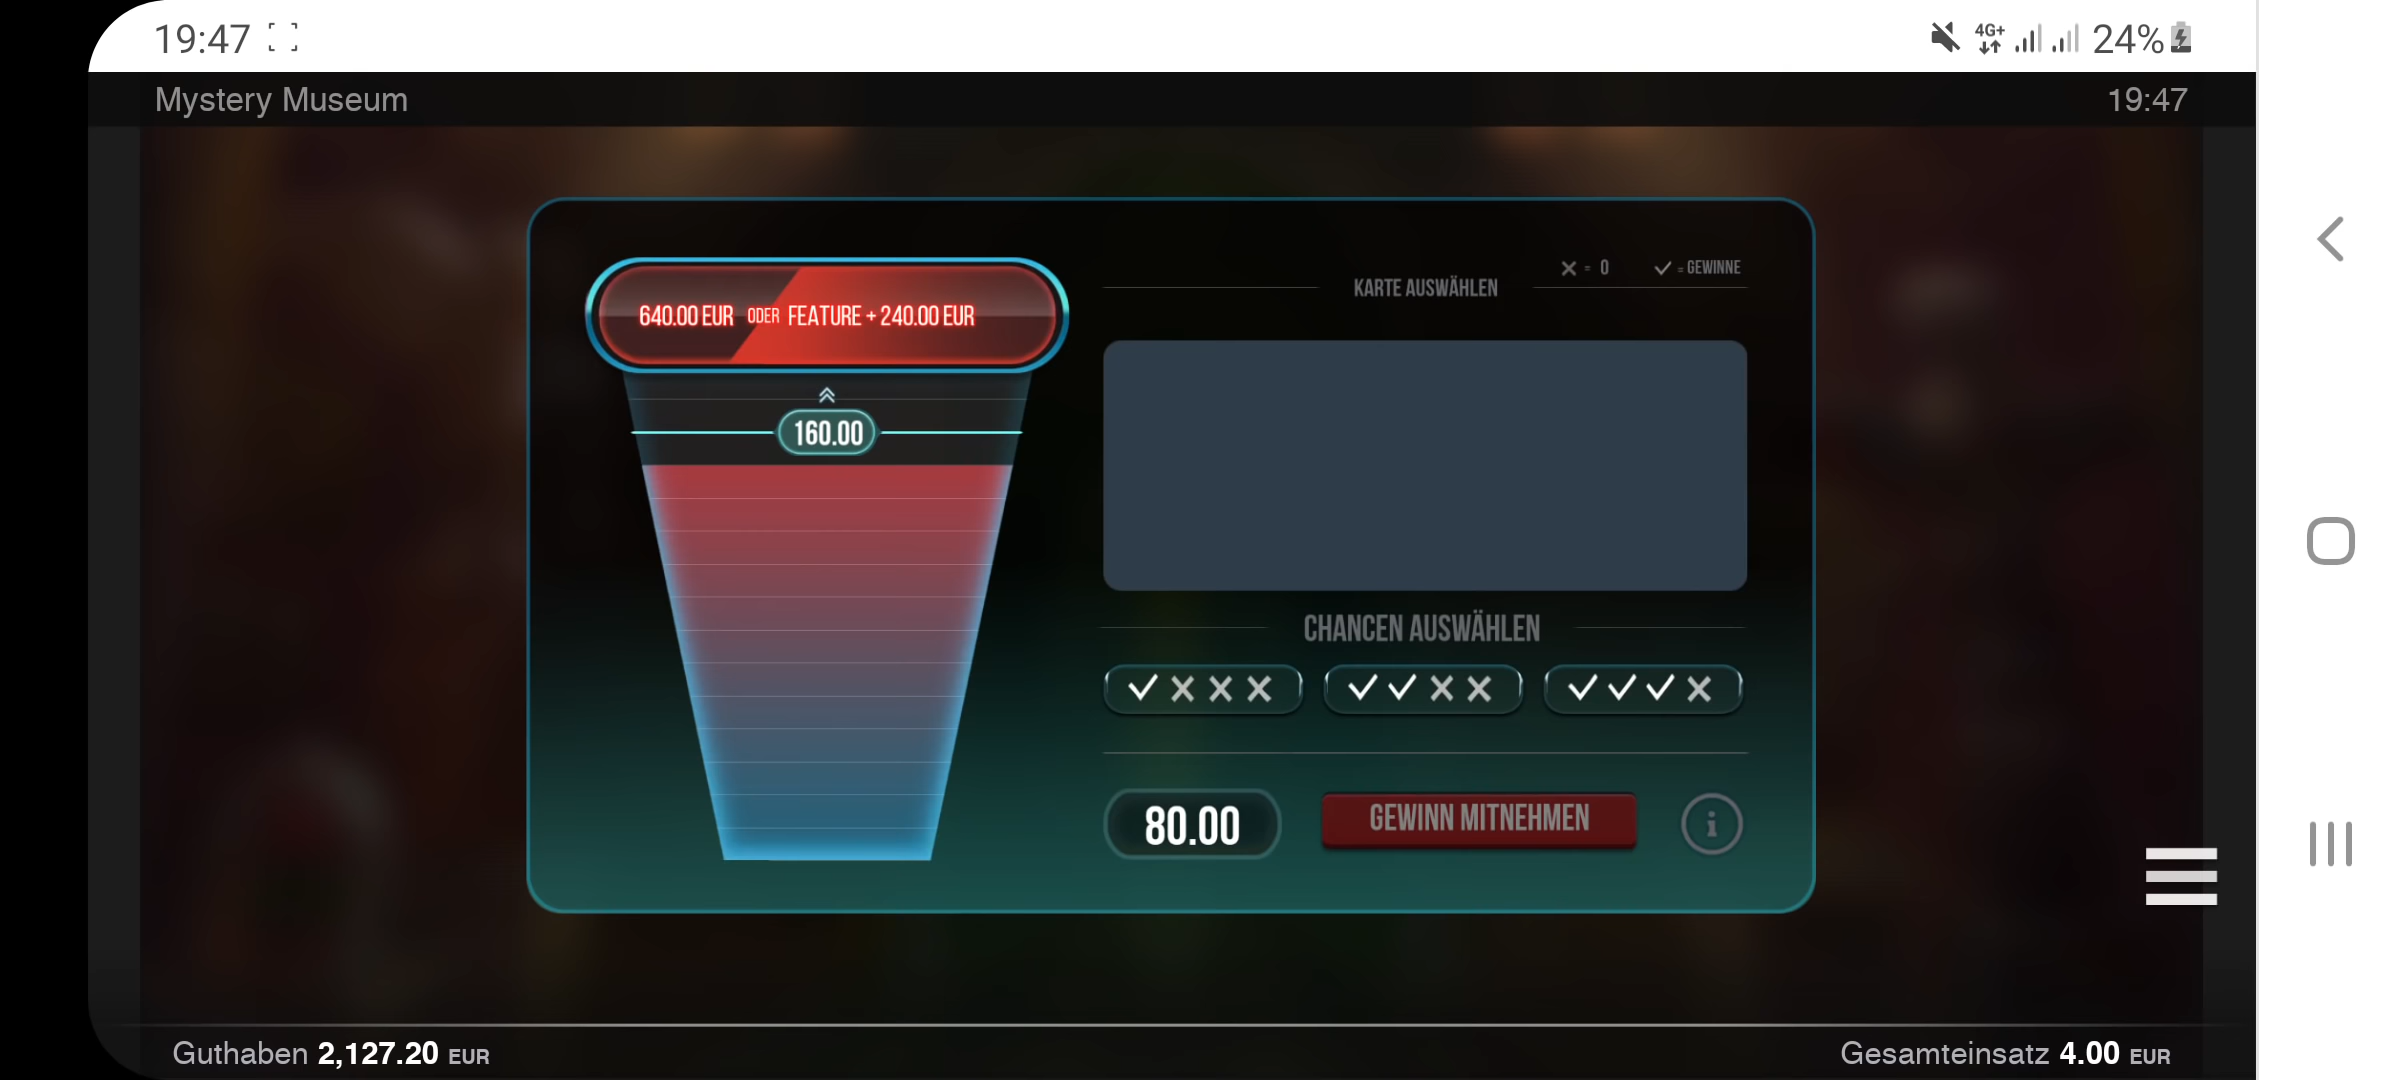 19:47
4G+ 24%
Mystery Museum
19:47
640.00 EUR ODER FEATURE + 240.00 EUR
KARTE AUSWÄHLEN
= 0
= GEWINNE
160.00
CHANCEN AUSWÄHLEN
80.00
GEWINN MITNEHMEN
i
Guthaben 2,127.20 EUR
Gesamteinsatz 4.00 EUR